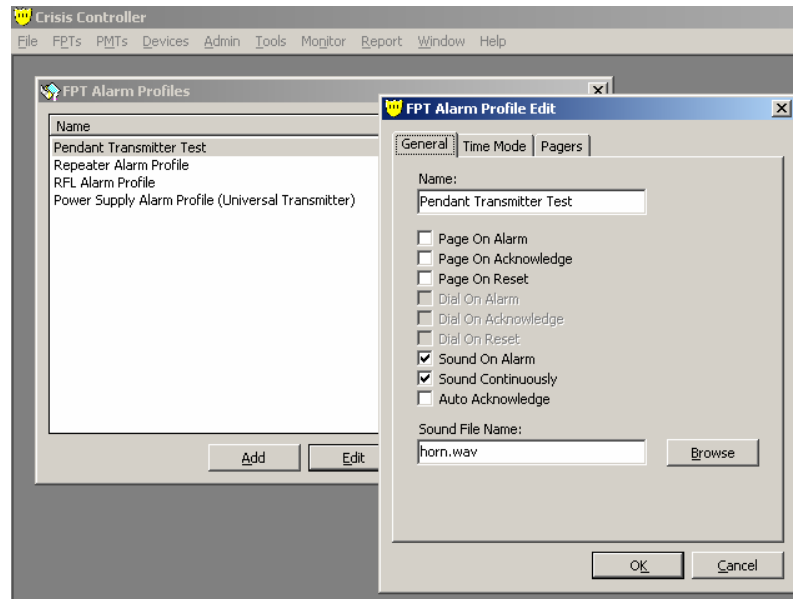 Crisis Controller
File FPTs PMTs Devices Admin Tools Monitor Report Window Help
FPT Alarm Profiles
Name
Pendant Transmitter Test
Repeater Alarm Profile
RFL Alarm Profile
Power Supply Alarm Profile (Universal Transmitter)
Add Edit
FPT Alarm Profile Edit
General Time Mode Pagers
Name:
Pendant Transmitter Test
Page On Alarm
Page On Acknowledge
Page On Reset
Dial On Alarm
Dial On Acknowledge
Dial On Reset
Sound On Alarm
Sound Continuously
Auto Acknowledge
Sound File Name:
horn.wav Browse
OK Cancel